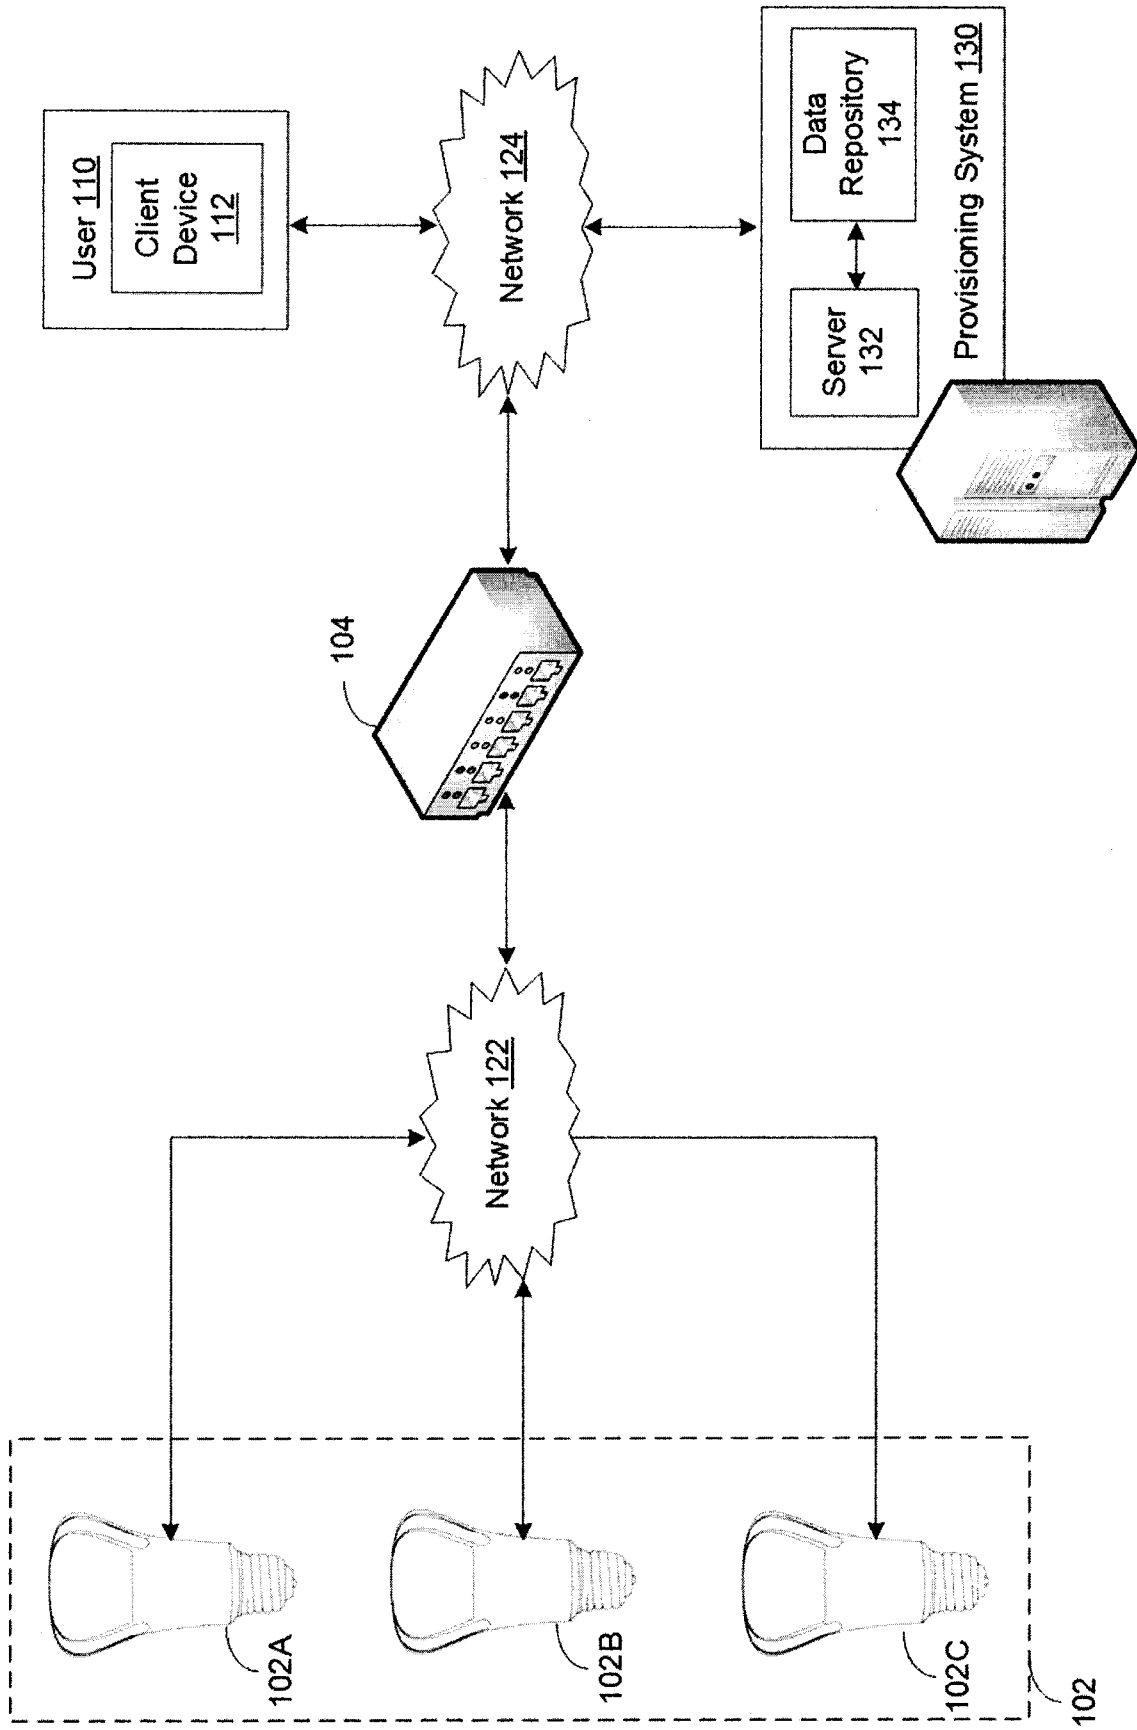 User 110
Client
Device
112
Network 124
Data
Repository
134
Server
132
Provisioning System 130
104
Network 122
102A
102B
102C
102